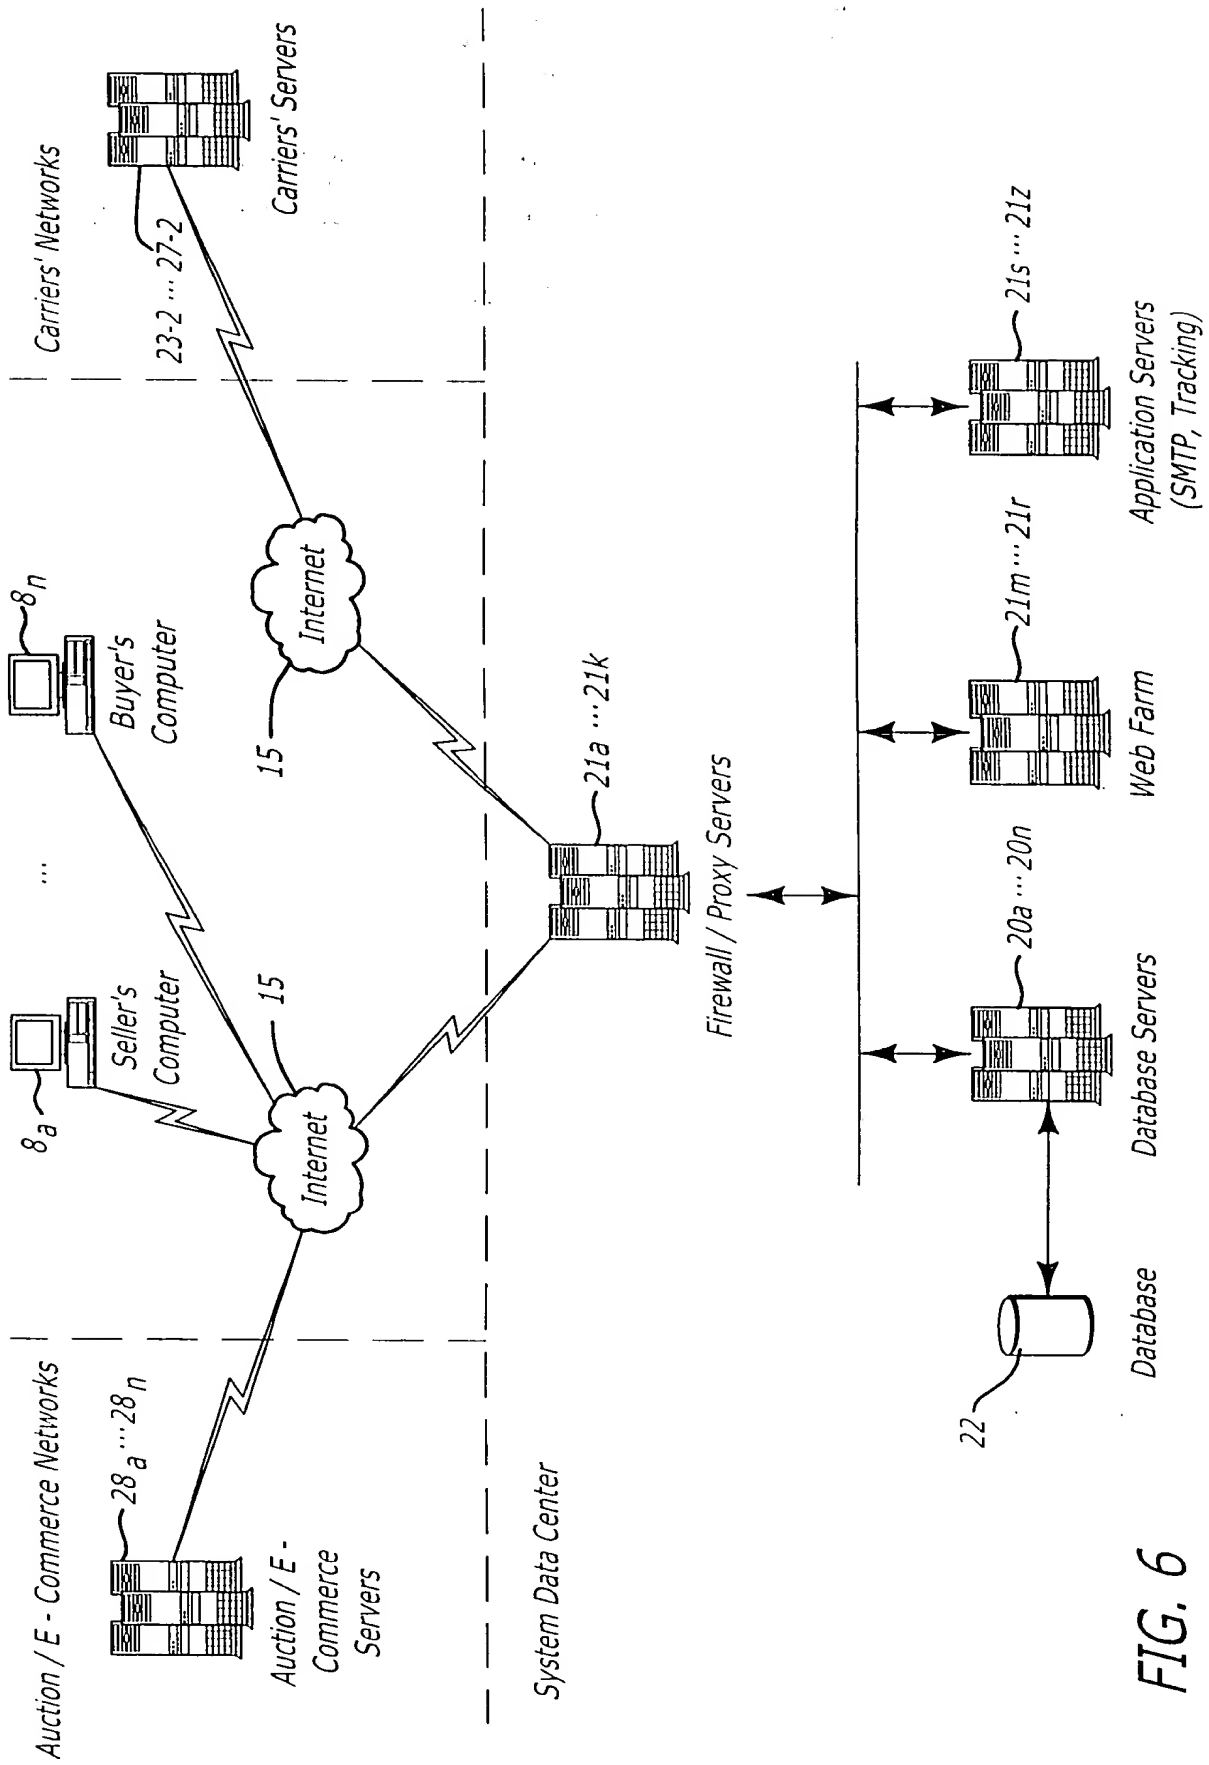 Auction / E - Commerce Networks
Carriers' Networks
8a
...
8n
Seller's
Computer
Buyer's
Computer
28a ... 28n
23-2 ... 27-2
Auction / E -
Commerce
Servers
Internet
15
15
Internet
Carriers' Servers
System Data Center
21a ... 21k
Firewall / Proxy Servers
22
20a ... 20n
21m ... 21r
21s ... 21z
Database
Database Servers
Web Farm
Application Servers
(SMTP, Tracking)
FIG. 6